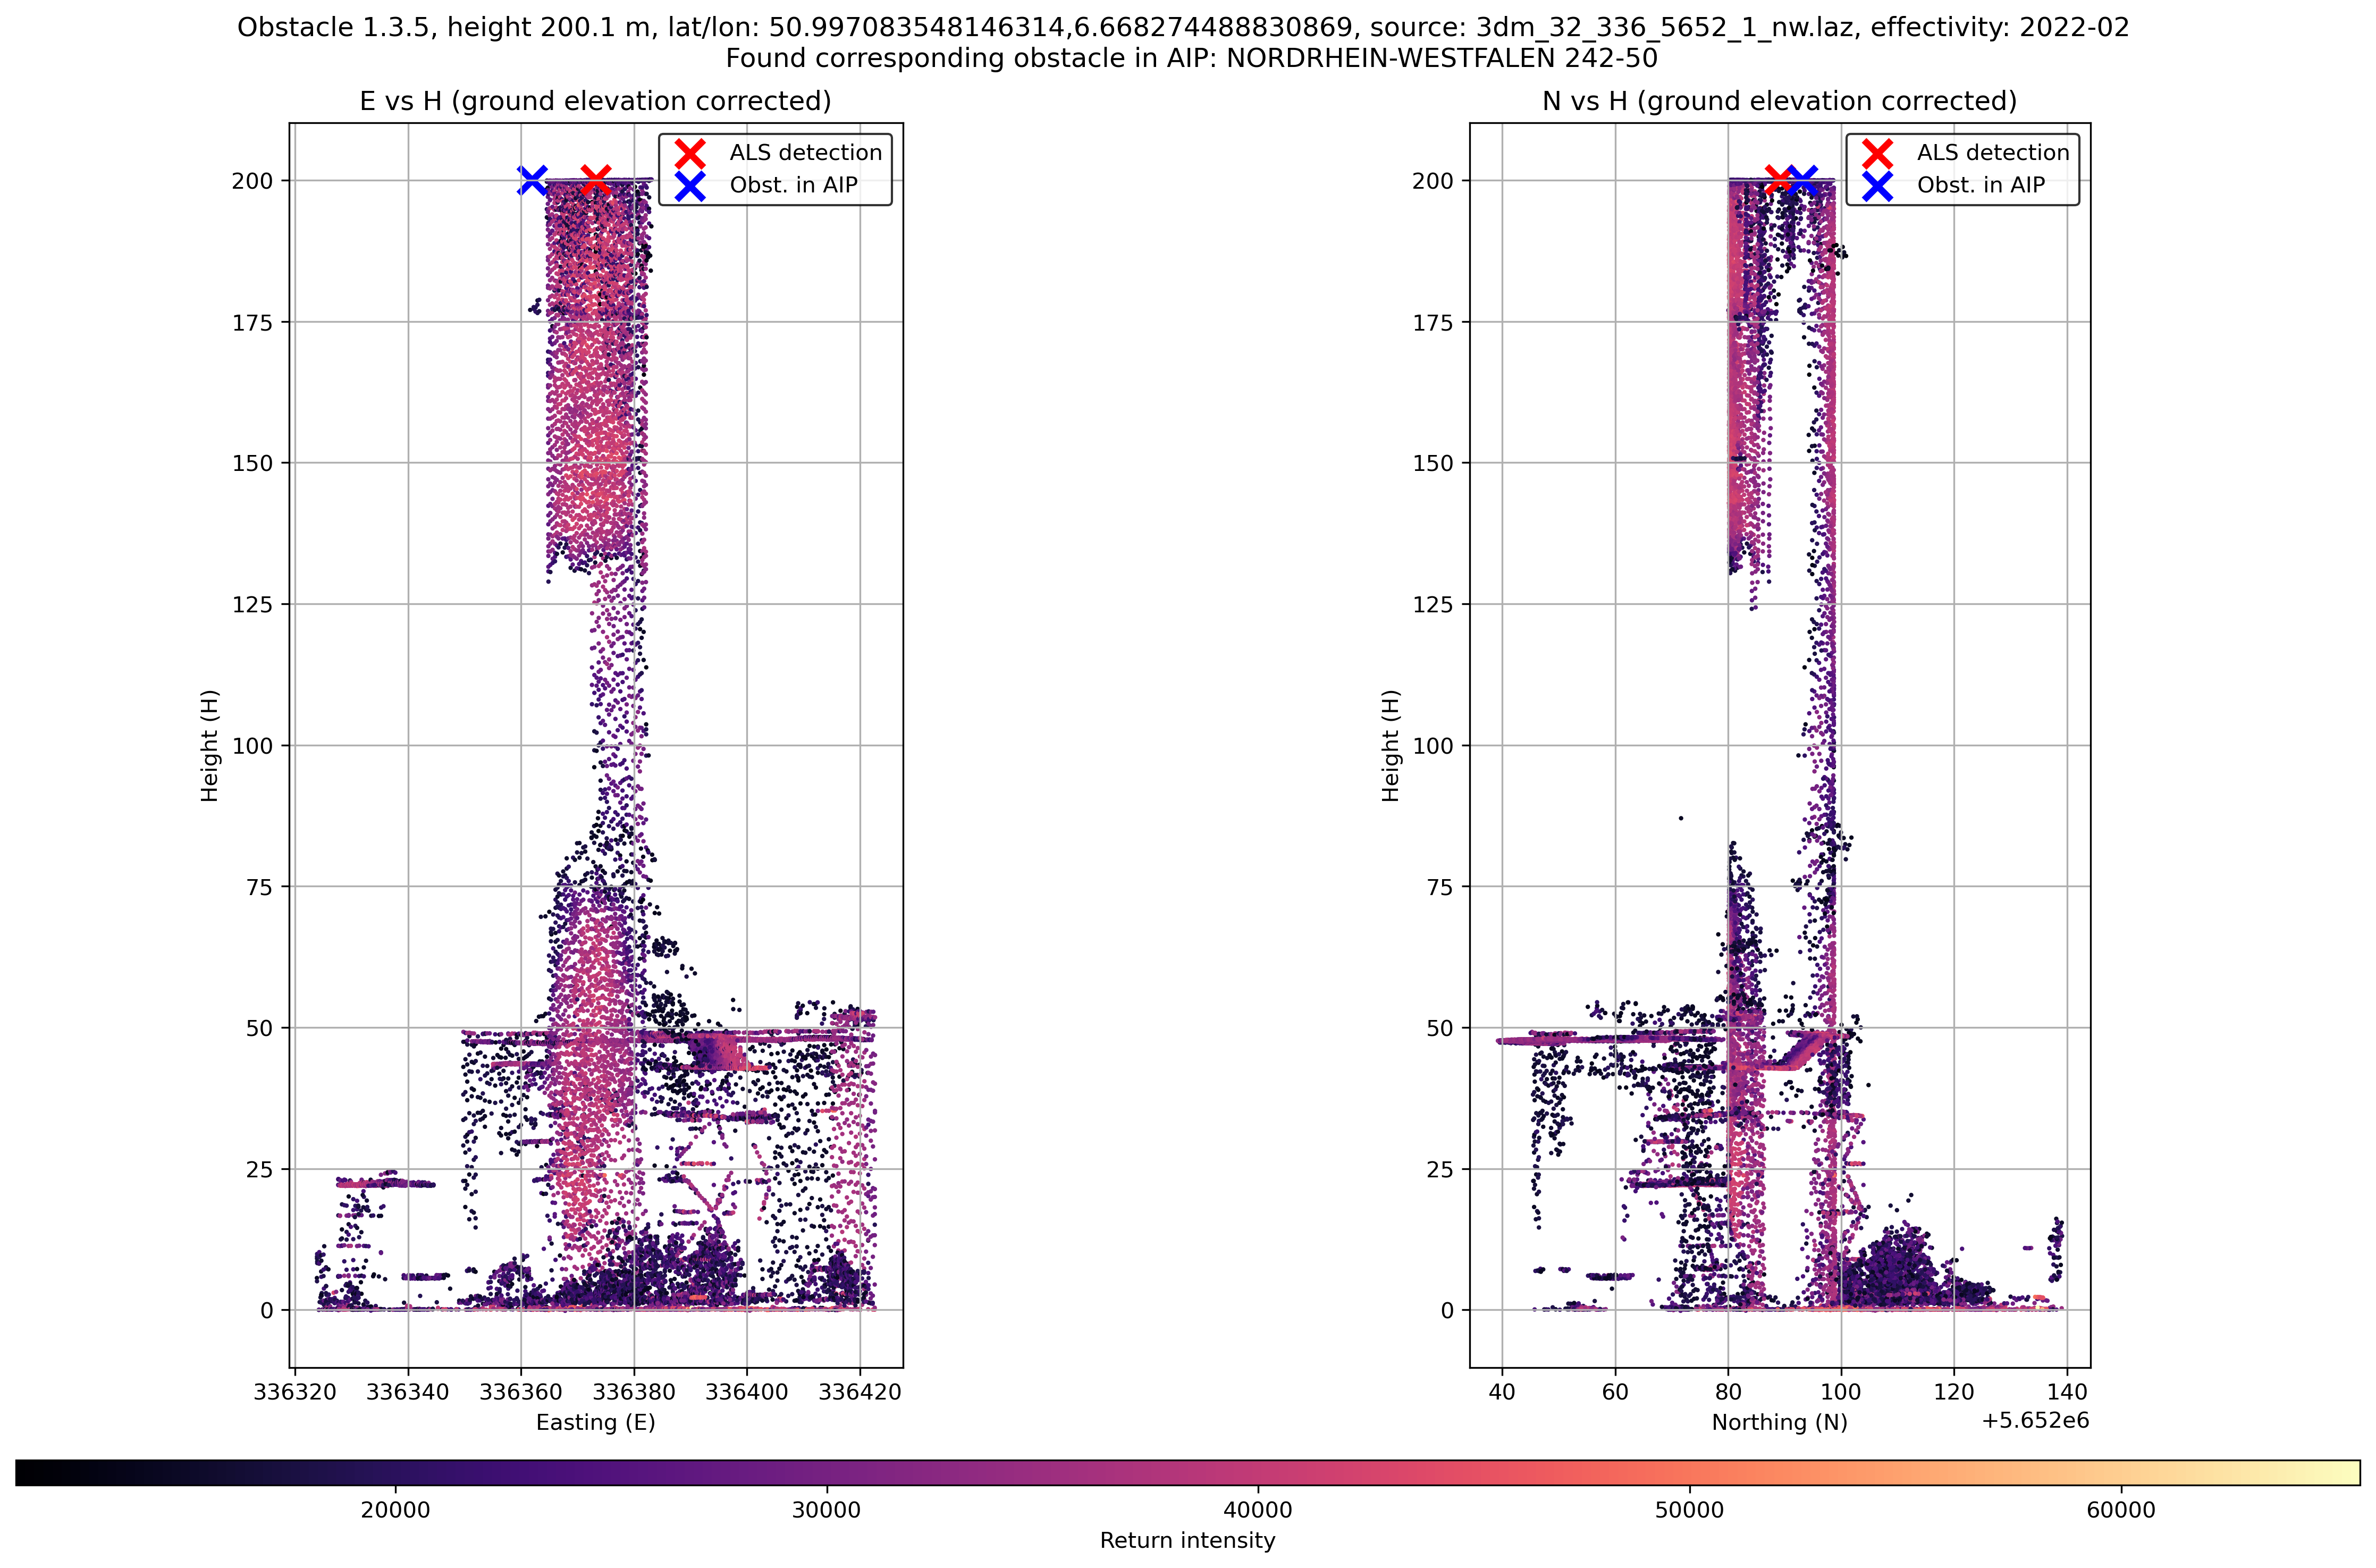 Obstacle 1.3.5, height 200.1 m, lat/lon: 50.997083548146314,6.668274488830869, source: 3dm_32_336_5652_1_nw.laz, effectivity: 2022-02
Found corresponding obstacle in AIP: NORDRHEIN-WESTFALEN 242-50
E vs H (ground elevation corrected)
ALS detection
Obst. in AIP
200
175
150
125
100
75
50
25
0
Height (H)
336320 336340 336360 336380 336400 336420
Easting (E)
N vs H (ground elevation corrected)
ALS detection
Obst. in AIP
200
175
150
125
100
75
50
25
0
Height (H)
40 60 80 100 120 140
Northing (N)
+5.652e6
20000 30000 40000 50000 60000
Return intensity